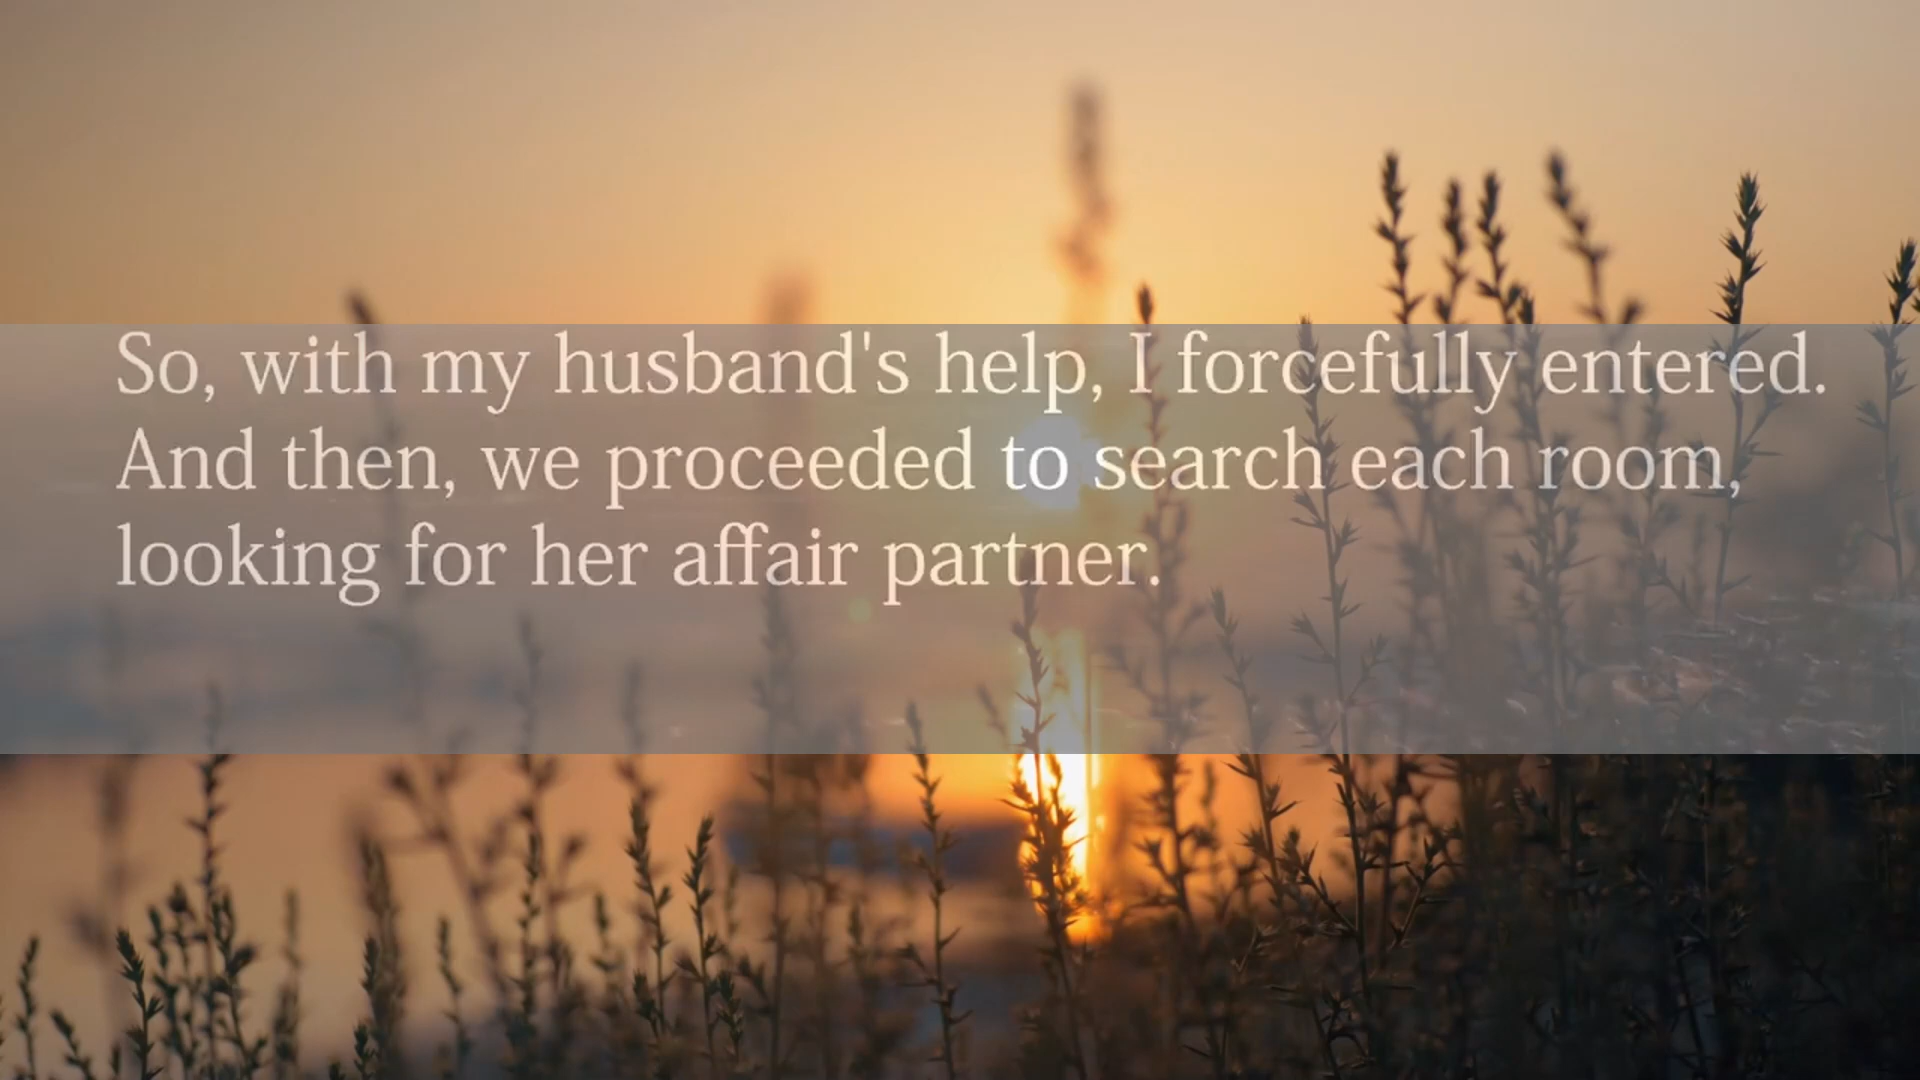 So, with my husband's help, I forcefully entered.
And then, we proceeded to search each room,
looking for her affair partner.